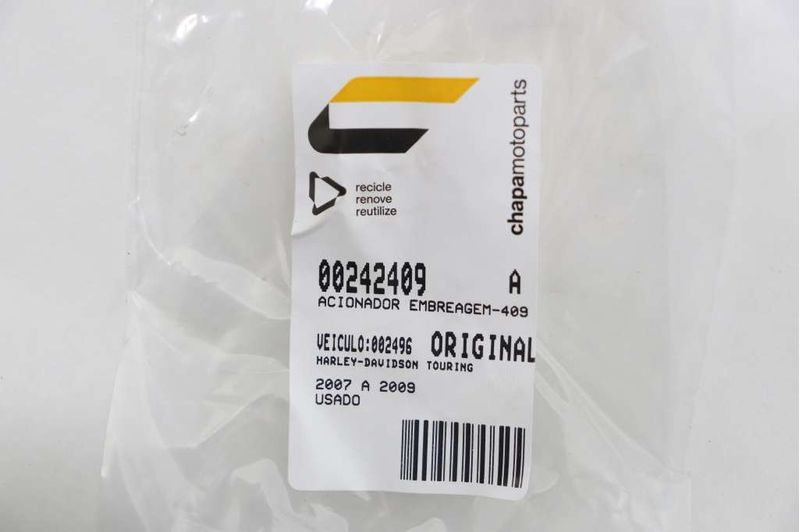 chapamotoparts
recicle
renove
reutilize
00242409 A
ACIONADOR EMBREAGEM-409
VEICULO:002496 ORIGINAL
HARLEY-DAVIDSON TOURING
2007 A 2009
USADO